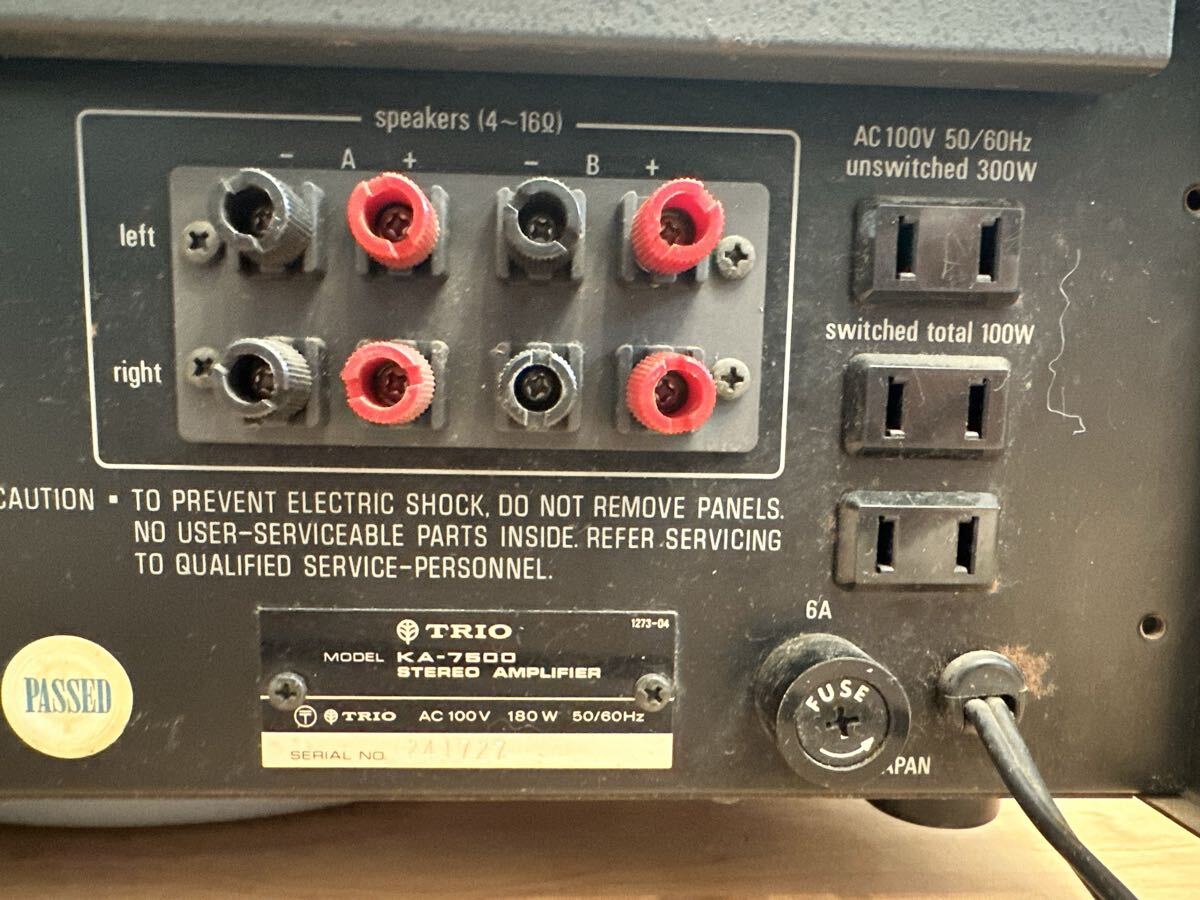 speakers (4~16Ω)
- A + - B +
left
right
AC 100V 50/60Hz
unswitched 300W
switched total 100W
CAUTION ▪ TO PREVENT ELECTRIC SHOCK, DO NOT REMOVE PANELS.
NO USER-SERVICEABLE PARTS INSIDE. REFER SERVICING
TO QUALIFIED SERVICE-PERSONNEL.
PASSED
1273-04
TRIO
MODEL KA-7500
STEREO AMPLIFIER
TRIO AC 100V 180W 50/60Hz
SERIAL NO. 241727
6A
FUSE
APAN